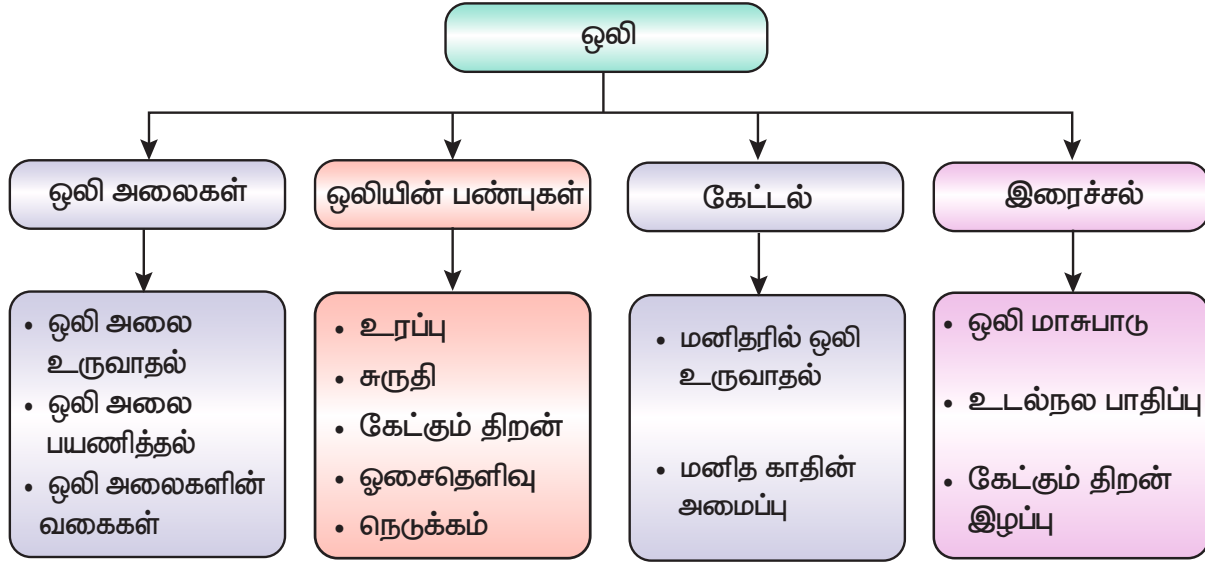 ஒலி
ஒலி அலைகள்
ஒலியின் பண்புகள்
கேட்டல்
இரைச்சல்
• ஒலி அலை
உருவாதல்
• ஒலி அலை
பயணித்தல்
• ஒலி அலைகளின்
வகைகள்
• உரப்பு
• சுருதி
• கேட்கும் திறன்
• ஓசைதெளிவு
• நெடுக்கம்
• மனிதரில் ஒலி
உருவாதல்
• மனித காதின்
அமைப்பு
• ஒலி மாசுபாடு
• உடல்நல பாதிப்பு
• கேட்கும் திறன்
இழப்பு